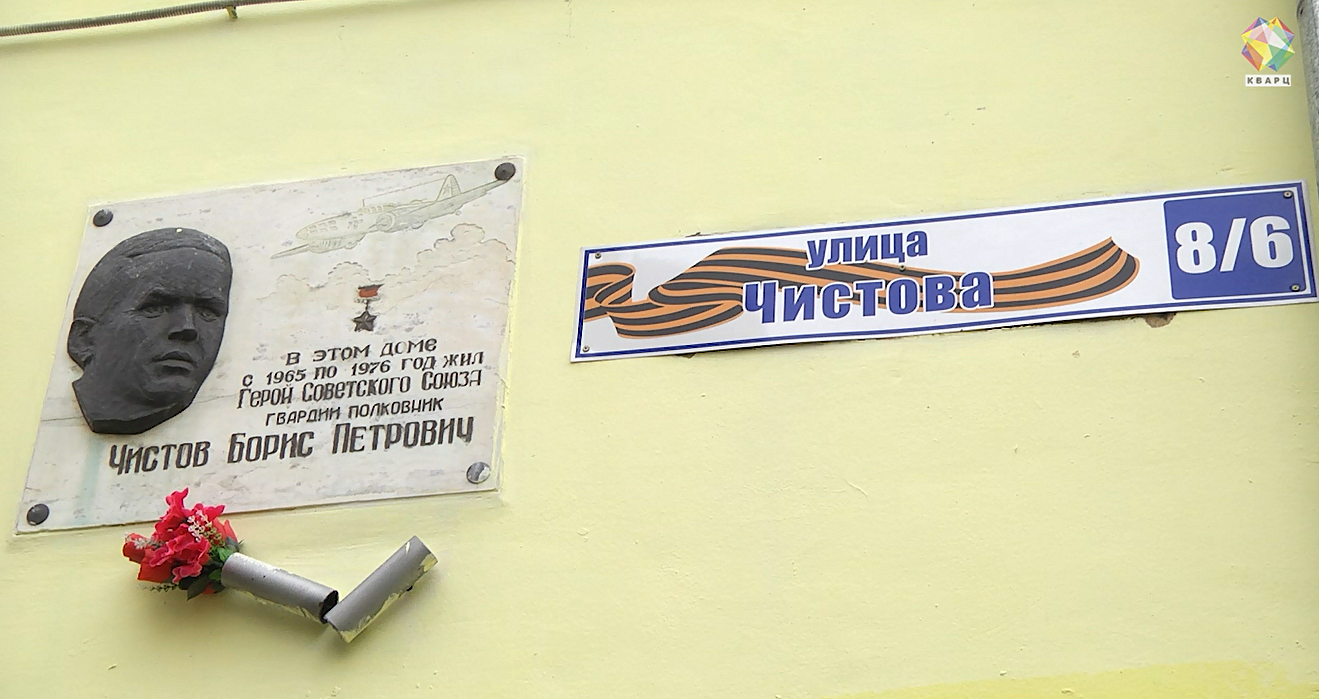 КВАРЦ
В ЭТОМ ДОМЕ
С 1965 ПО 1976 ГОД ЖИЛ
ГЕРОЙ СОВЕТСКОГО СОЮЗА
ГВАРДИИ ПОЛКОВНИК
ЧИСТОВ БОРИС ПЕТРОВИЧ
улица
Чистова
8/6